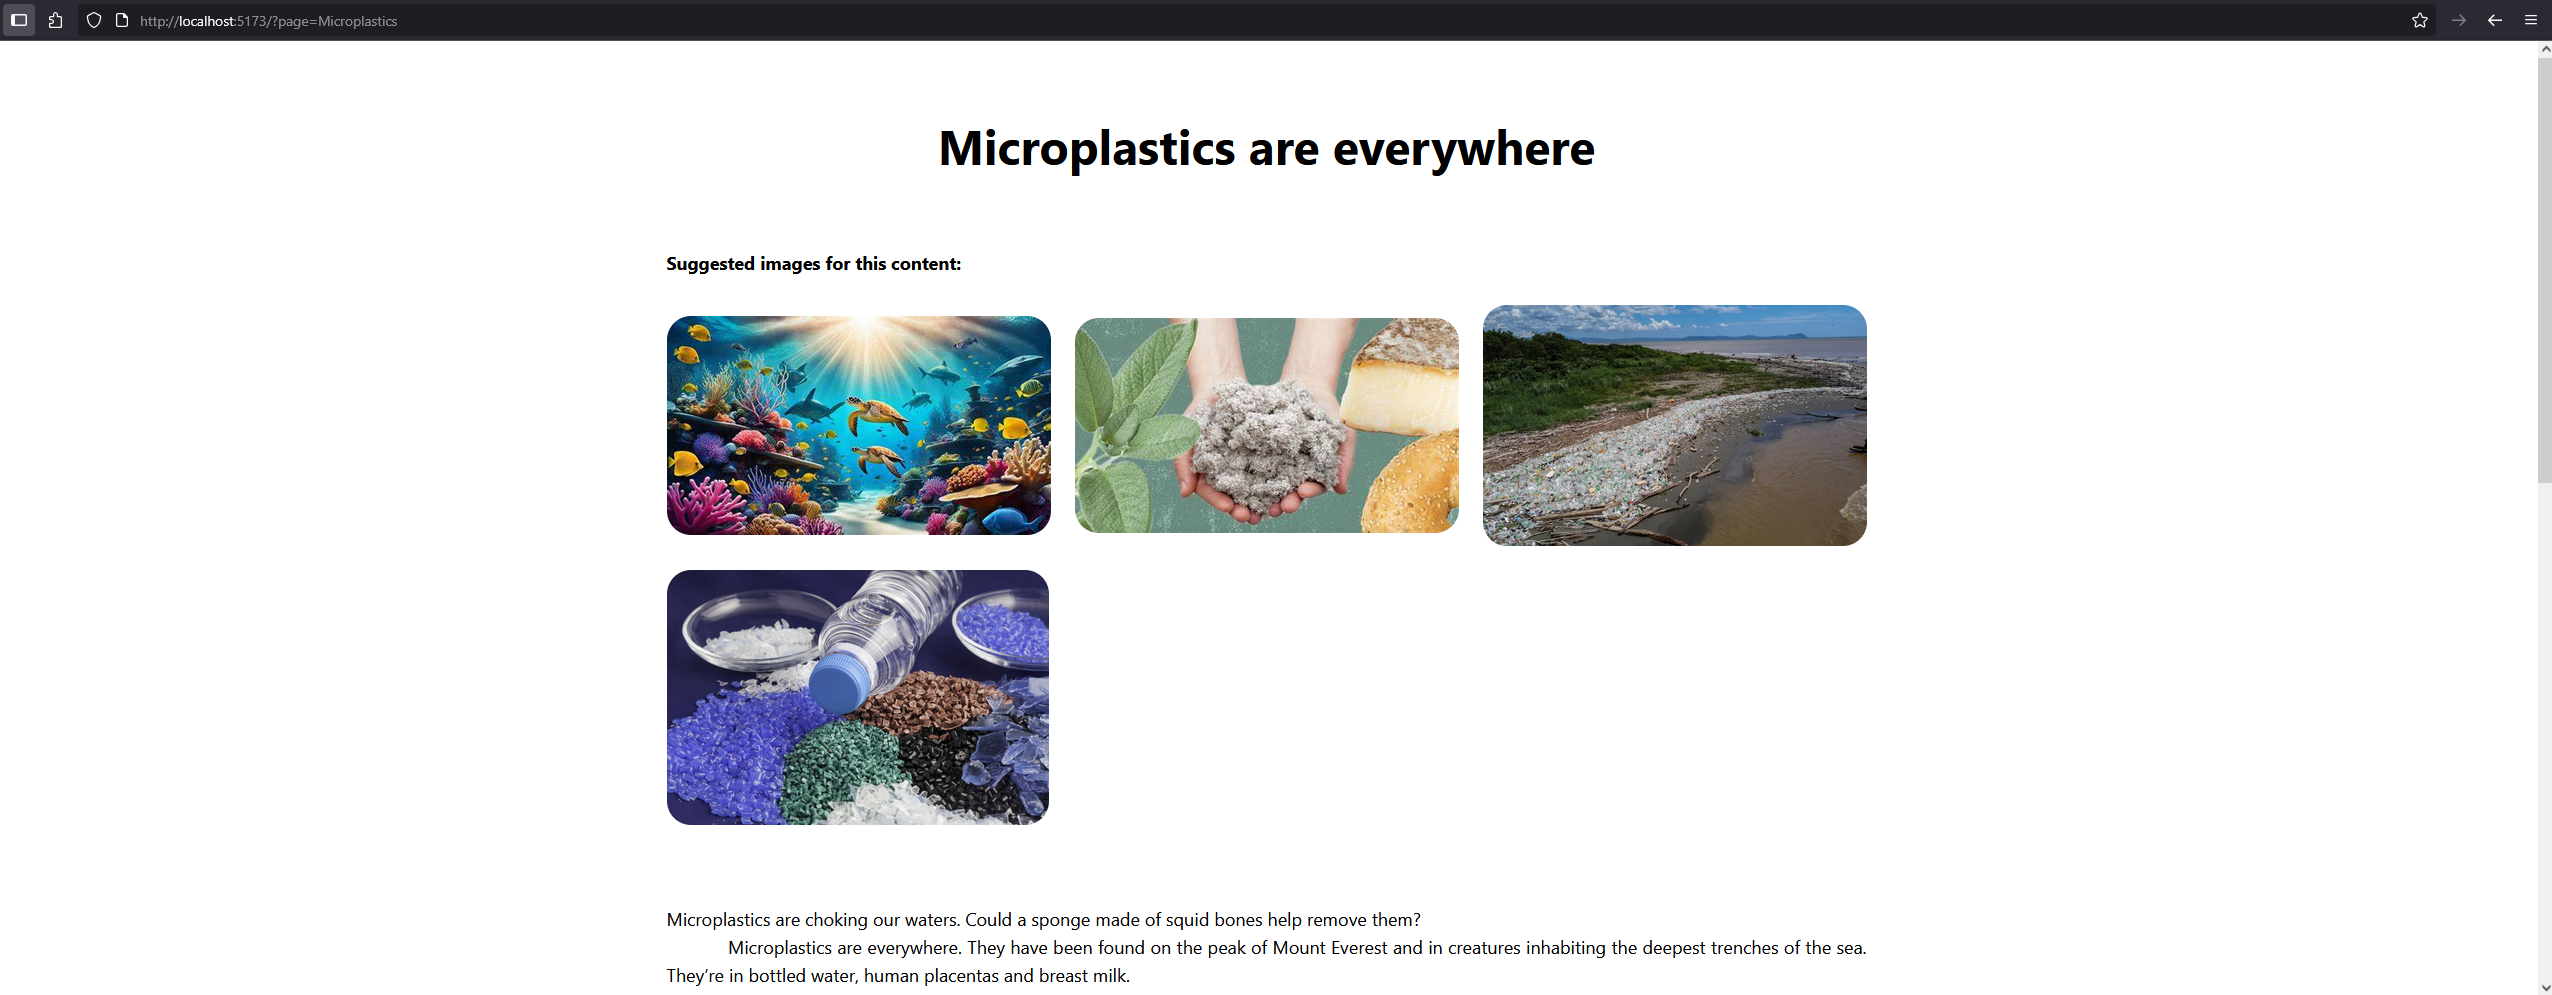 http://localhost:5173/?page=Microplastics
Microplastics are everywhere
Suggested images for this content:
Microplastics are choking our waters. Could a sponge made of squid bones help remove them?
Microplastics are everywhere. They have been found on the peak of Mount Everest and in creatures inhabiting the deepest trenches of the sea.
They’re in bottled water, human placentas and breast milk.